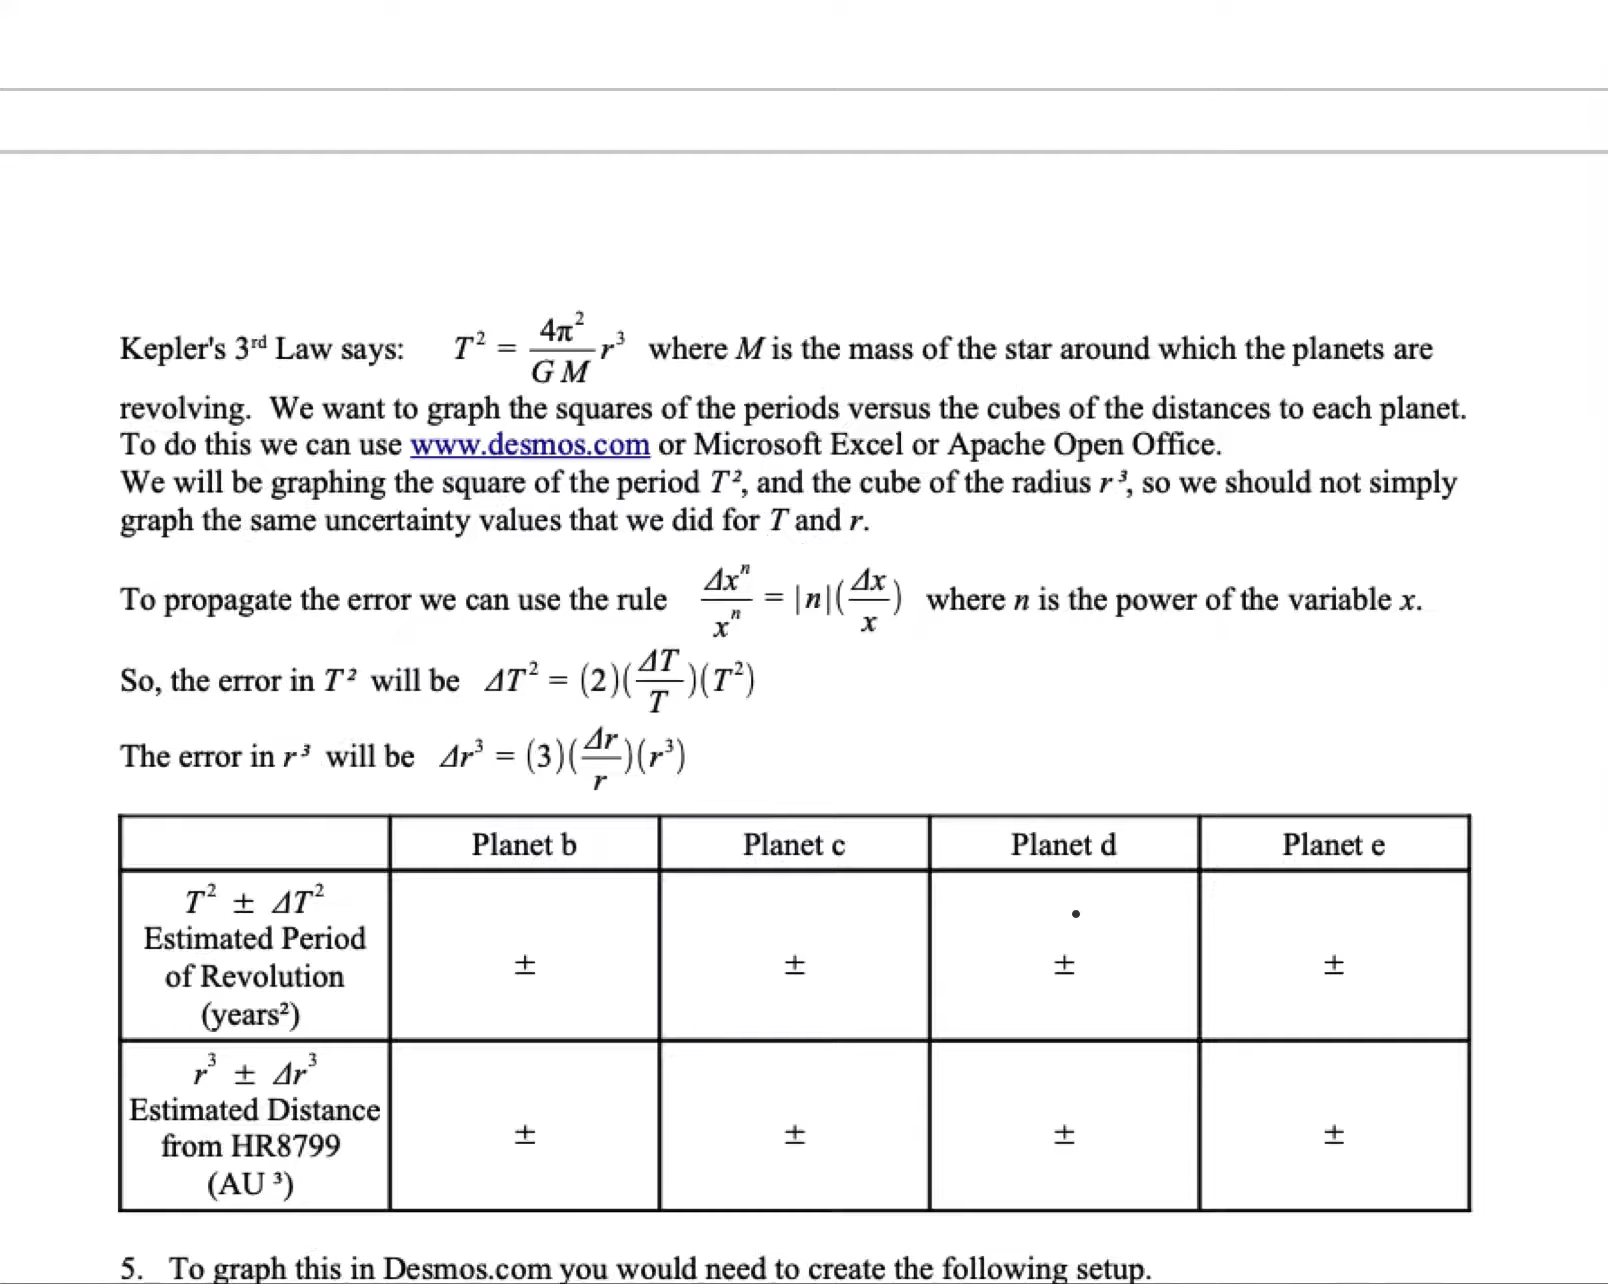 Kepler's 3rd Law says: T² = 4π²/(G M) r³ where M is the mass of the star around which the planets are
revolving. We want to graph the squares of the periods versus the cubes of the distances to each planet.
To do this we can use www.desmos.com or Microsoft Excel or Apache Open Office.
We will be graphing the square of the period T², and the cube of the radius r³, so we should not simply
graph the same uncertainty values that we did for T and r.
To propagate the error we can use the rule Δxⁿ/xⁿ = |n|(Δx/x) where n is the power of the variable x.
So, the error in T² will be ΔT² = (2)(ΔT/T)(T²)
The error in r³ will be Δr³ = (3)(Δr/r)(r³)
Planet b Planet c Planet d Planet e
T² ± ΔT²
Estimated Period
of Revolution
(years²)
± ± ± ±
r³ ± Δr³
Estimated Distance
from HR8799
(AU ³)
± ± ± ±
5. To graph this in Desmos.com you would need to create the following setup.